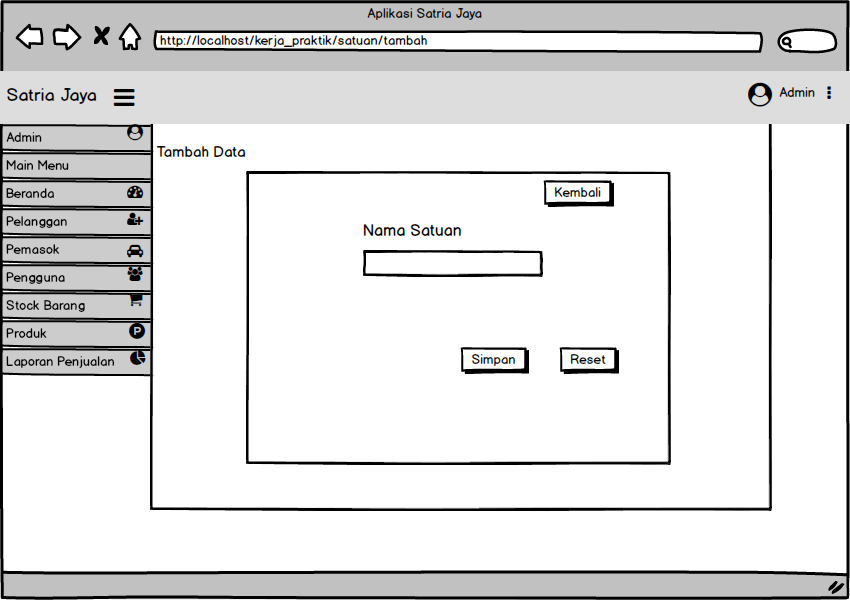 Aplikasi Satria Jaya
http://localhost/kerja_praktik/satuan/tambah
Satria Jaya
Admin
Admin
Main Menu
Beranda
Pelanggan
Pemasok
Pengguna
Stock Barang
Produk
P
Laporan Penjualan
Tambah Data
Kembali
Nama Satuan
Simpan
Reset